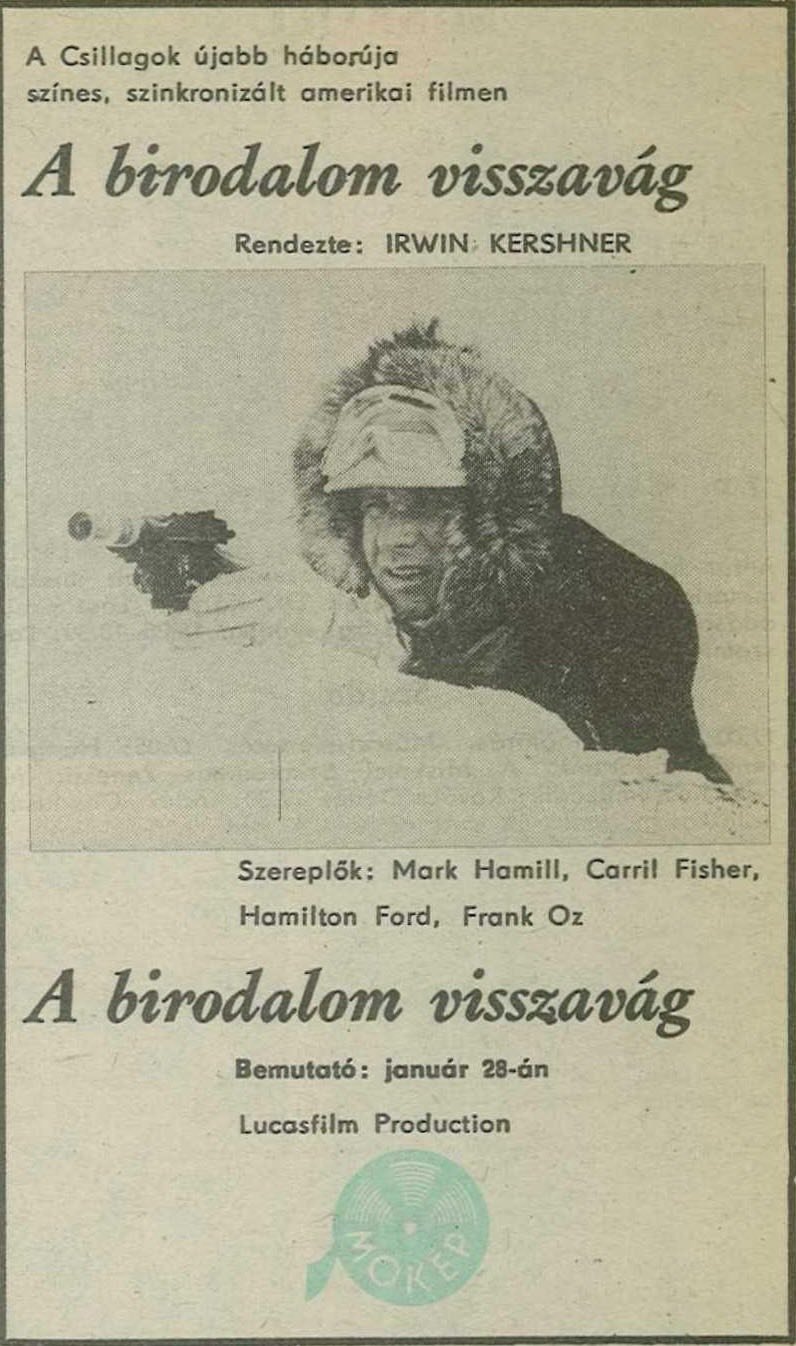 A Csillagok újabb háborúja
színes, szinkronizált amerikai filmen
A birodalom visszavág
Rendezte: IRWIN KERSHNER
Szereplők: Mark Hamill, Carril Fisher,
Hamilton Ford, Frank Oz
A birodalom visszavág
Bemutató: január 28-án
Lucasfilm Production
MOKÉP